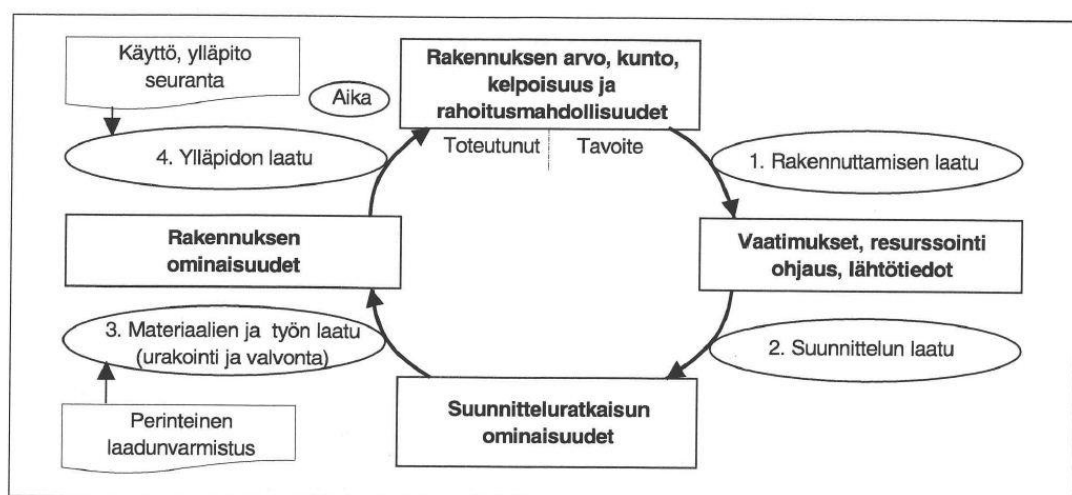 Käyttö, ylläpito
seuranta
Aika
Rakennuksen arvo, kunto,
kelpoisuus ja
rahoitusmahdollisuudet
Toteutunut
Tavoite
4. Ylläpidon laatu
1. Rakennuttamisen laatu
Rakennuksen
ominaisuudet
Vaatimukset, resurssointi
ohjaus, lähtötiedot
3. Materiaalien ja työn laatu
(urakointi ja valvonta)
2. Suunnittelun laatu
Perinteinen
laadunvarmistus
Suunnitteluratkaisun
ominaisuudet